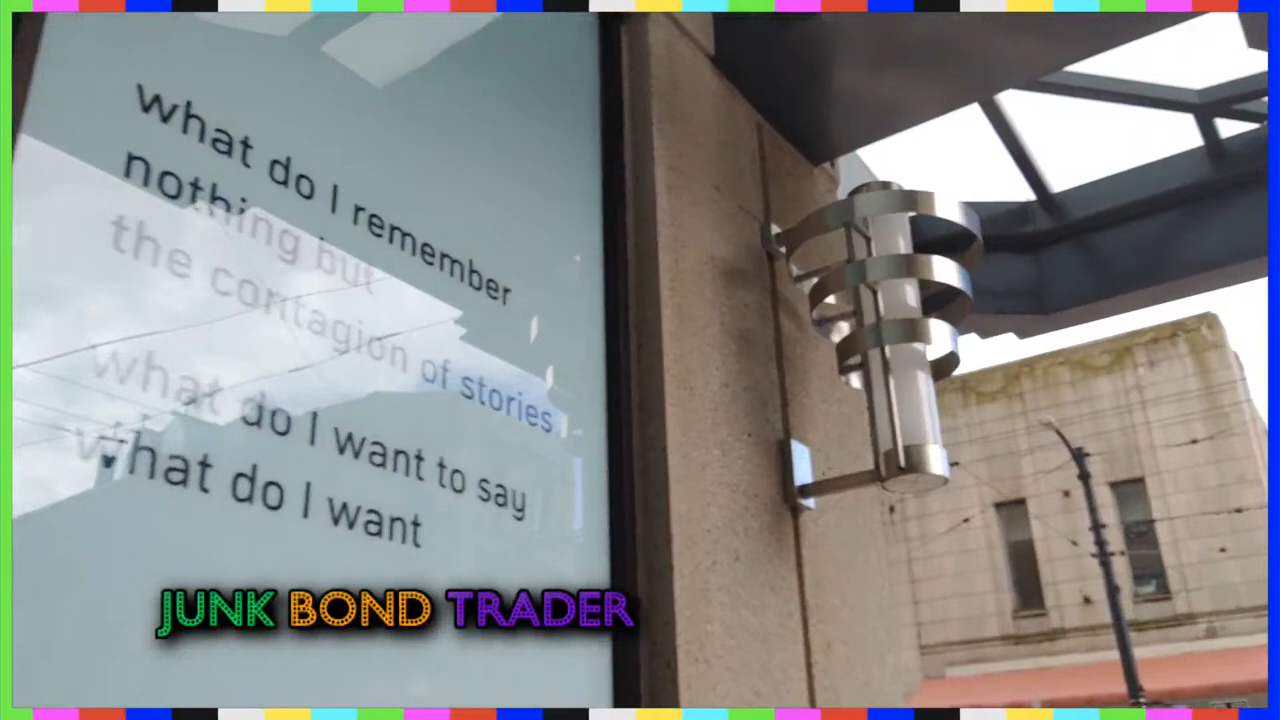 what do I remember
nothing but
the contagion of stories
what do I want to say
what do I want
JUNK BOND TRADER